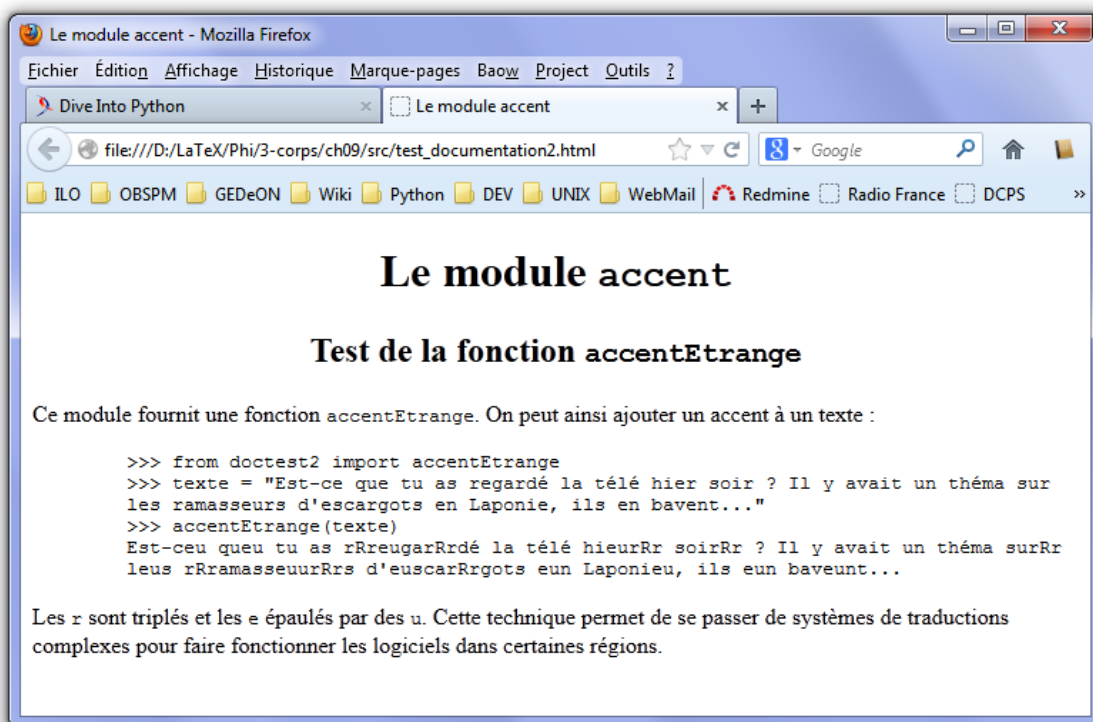 Le module accent - Mozilla Firefox
Fichier Édition Affichage Historique Marque-pages Baow Project Outils ?
Dive Into Python Le module accent
file:///D:/LaTeX/Phi/3-corps/ch09/src/test_documentation2.html Google
ILO OBSPM GEDeON Wiki Python DEV UNIX WebMail Redmine Radio France DCPS »
Le module accent
Test de la fonction accentEtrange
Ce module fournit une fonction accentEtrange. On peut ainsi ajouter un accent à un texte :
>>> from doctest2 import accentEtrange
>>> texte = "Est-ce que tu as regardé la télé hier soir ? Il y avait un théma sur
les ramasseurs d'escargots en Laponie, ils en bavent..."
>>> accentEtrange(texte)
Est-ceu queu tu as rRreugarRrdé la télé hieurRr soirRr ? Il y avait un théma surRr
leus rRramasseuurRrs d'euscarRrgots eun Laponieu, ils eun baveunt...
Les r sont triplés et les e épaulés par des u. Cette technique permet de se passer de systèmes de traductions
complexes pour faire fonctionner les logiciels dans certaines régions.